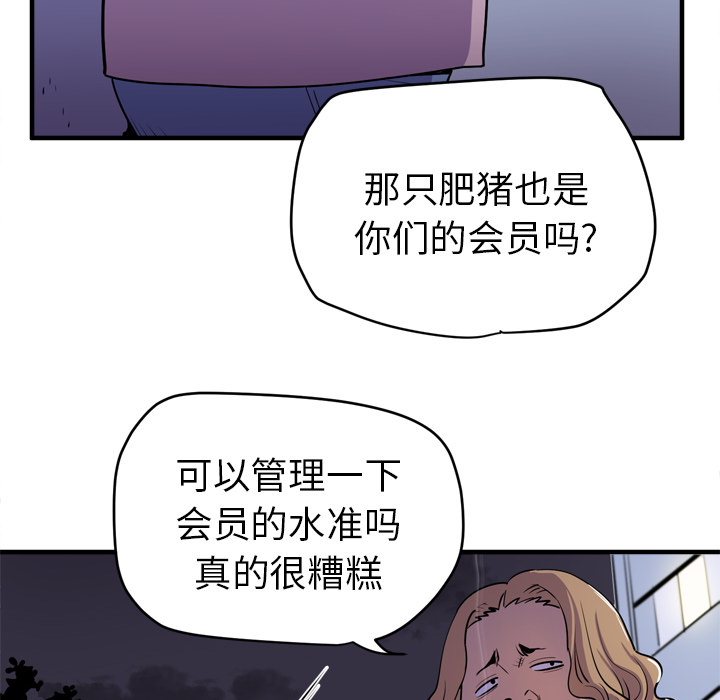 那只肥猪也是
你们的会员吗?
可以管理一下
会员的水准吗
真的很糟糕